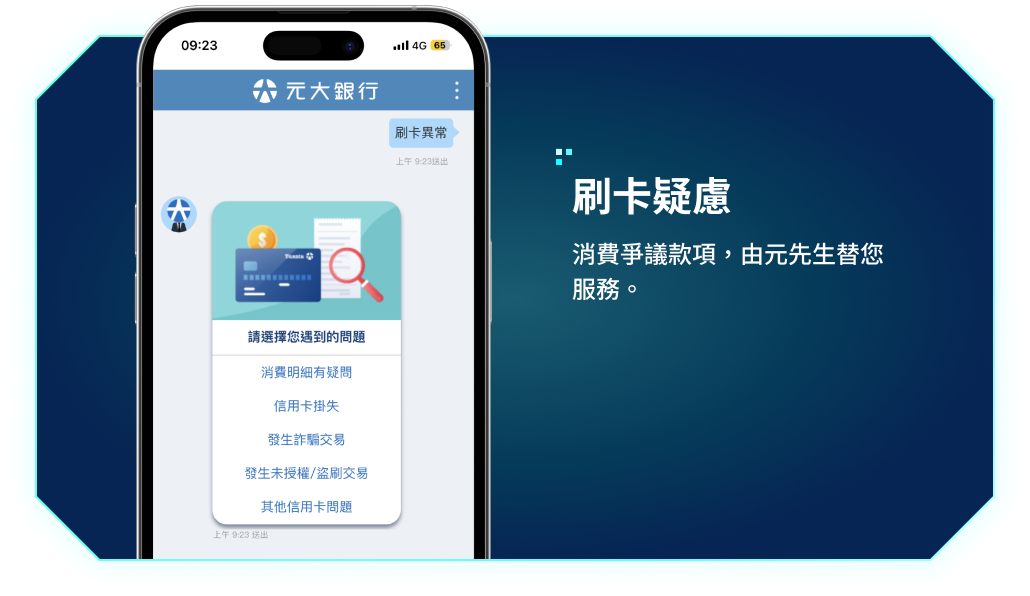 09:23
4G
65
元大銀行
刷卡異常
上午 9:23送出
$
Yuanta
請選擇您遇到的問題
消費明細有疑問
信用卡掛失
發生詐騙交易
發生未授權/盜刷交易
其他信用卡問題
上午 9:23 送出
刷卡疑慮
消費爭議款項，由元先生替您
服務。